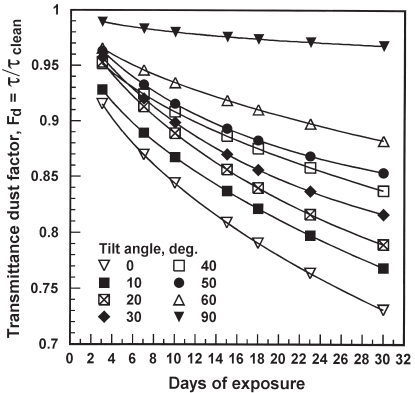 Transmittance dust factor, Fd = τ/τ clean
1
0.95
0.9
0.85
0.8
0.75
0.7
Tilt angle, deg.
0 40
10 50
20 60
30 90
0 2 4 6 8 10 12 14 16 18 20 22 24 26 28 30 32
Days of exposure